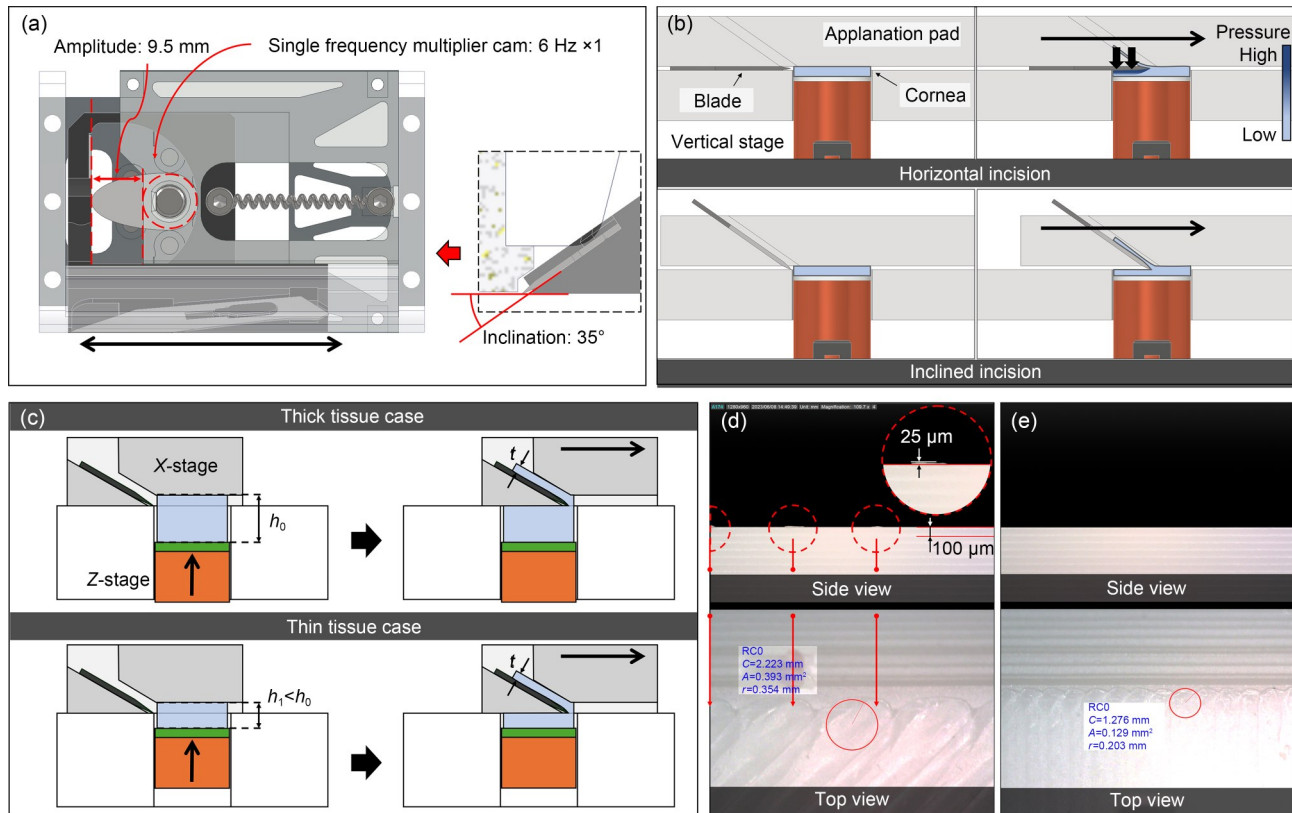 (a)
Amplitude: 9.5 mm
Single frequency multiplier cam: 6 Hz ×1
Inclination: 35°
(b)
Applanation pad
Pressure
High
Low
Blade
Cornea
Vertical stage
Horizontal incision
Inclined incision
(c)
Thick tissue case
X-stage
h₀
Z-stage
t
Thin tissue case
h₁<h₀
t
(d)
25 μm
100 μm
Side view
RC0
C=2.223 mm
A=0.393 mm²
r=0.354 mm
Top view
(e)
Side view
RC0
C=1.276 mm
A=0.129 mm²
r=0.203 mm
Top view